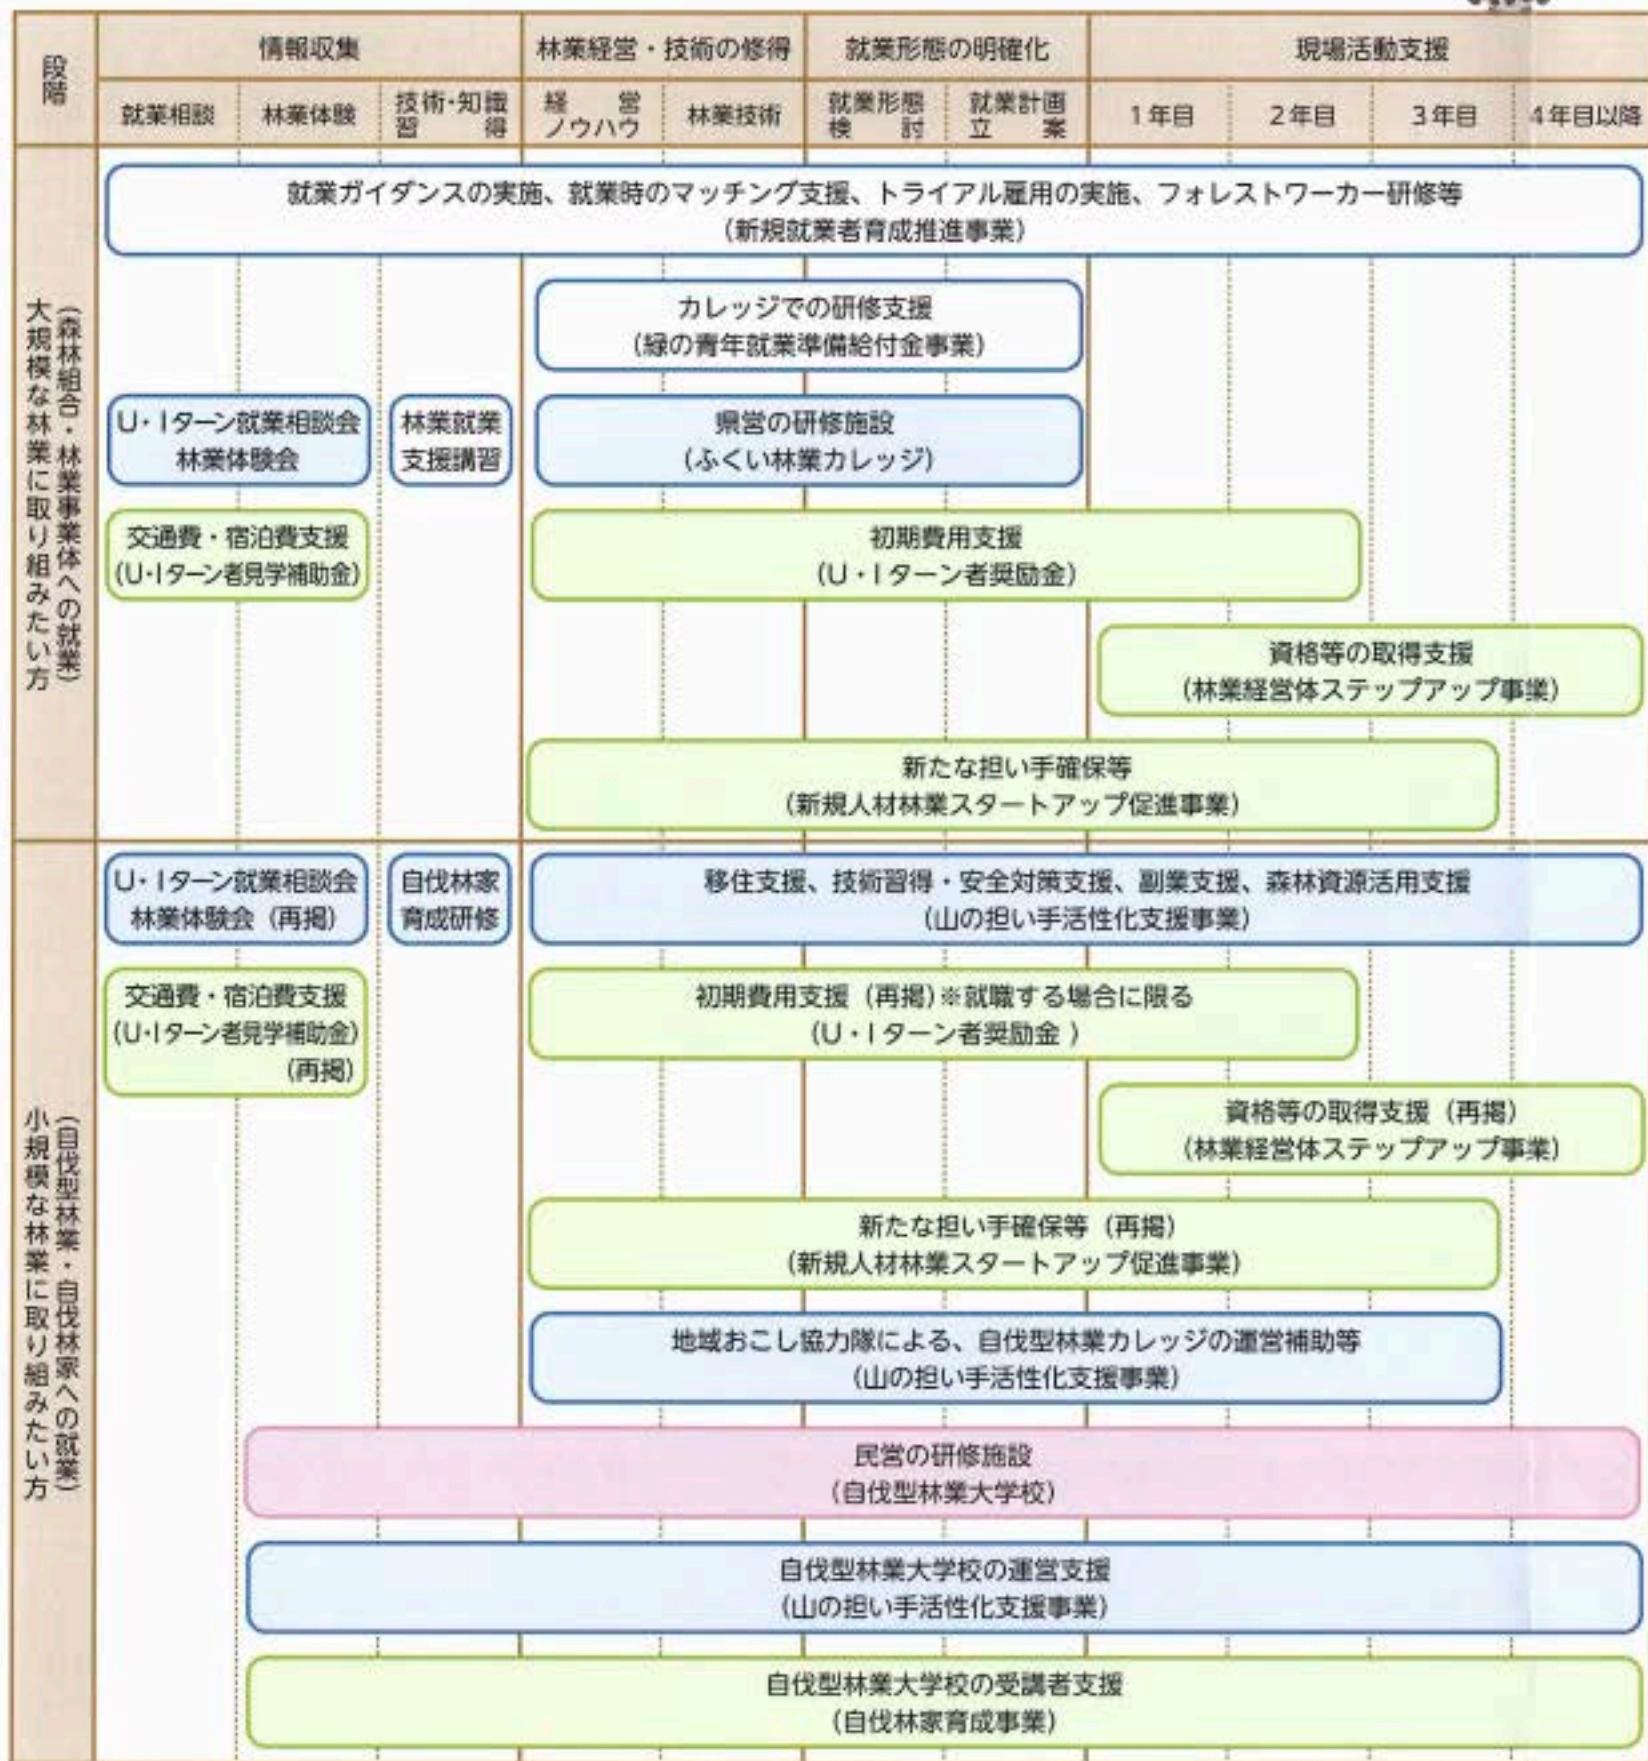 段階
情報収集
林業経営・技術の修得
就業形態の明確化
現場活動支援
就業相談
林業体験
技術・知識
習得
経営
ノウハウ
林業技術
就業形態
検討
就業計画
立案
1年目
2年目
3年目
4年目以降
大規模な林業に取り組みたい方
(森林組合・林業事業体への就業)
就業ガイダンスの実施、就業時のマッチング支援、トライアル雇用の実施、フォレストワーカー研修等
(新規就業者育成推進事業)
カレッジでの研修支援
(緑の青年就業準備給付金事業)
U・Iターン就業相談会
林業体験会
林業就業
支援講習
県営の研修施設
(ふくい林業カレッジ)
交通費・宿泊費支援
(U・Iターン者見学補助金)
初期費用支援
(U・Iターン者奨励金)
資格等の取得支援
(林業経営体ステップアップ事業)
新たな担い手確保等
(新規人材林業スタートアップ促進事業)
小規模な林業に取り組みたい方
(自伐型林業・自伐林家への就業)
U・Iターン就業相談会
林業体験会(再掲)
自伐林家
育成研修
移住支援、技術習得・安全対策支援、副業支援、森林資源活用支援
(山の担い手活性化支援事業)
交通費・宿泊費支援
(U・Iターン者見学補助金)
(再掲)
初期費用支援(再掲)※就職する場合に限る
(U・Iターン者奨励金 )
資格等の取得支援(再掲)
(林業経営体ステップアップ事業)
新たな担い手確保等(再掲)
(新規人材林業スタートアップ促進事業)
地域おこし協力隊による、自伐型林業カレッジの運営補助等
(山の担い手活性化支援事業)
民営の研修施設
(自伐型林業大学校)
自伐型林業大学校の運営支援
(山の担い手活性化支援事業)
自伐型林業大学校の受講者支援
(自伐林家育成事業)